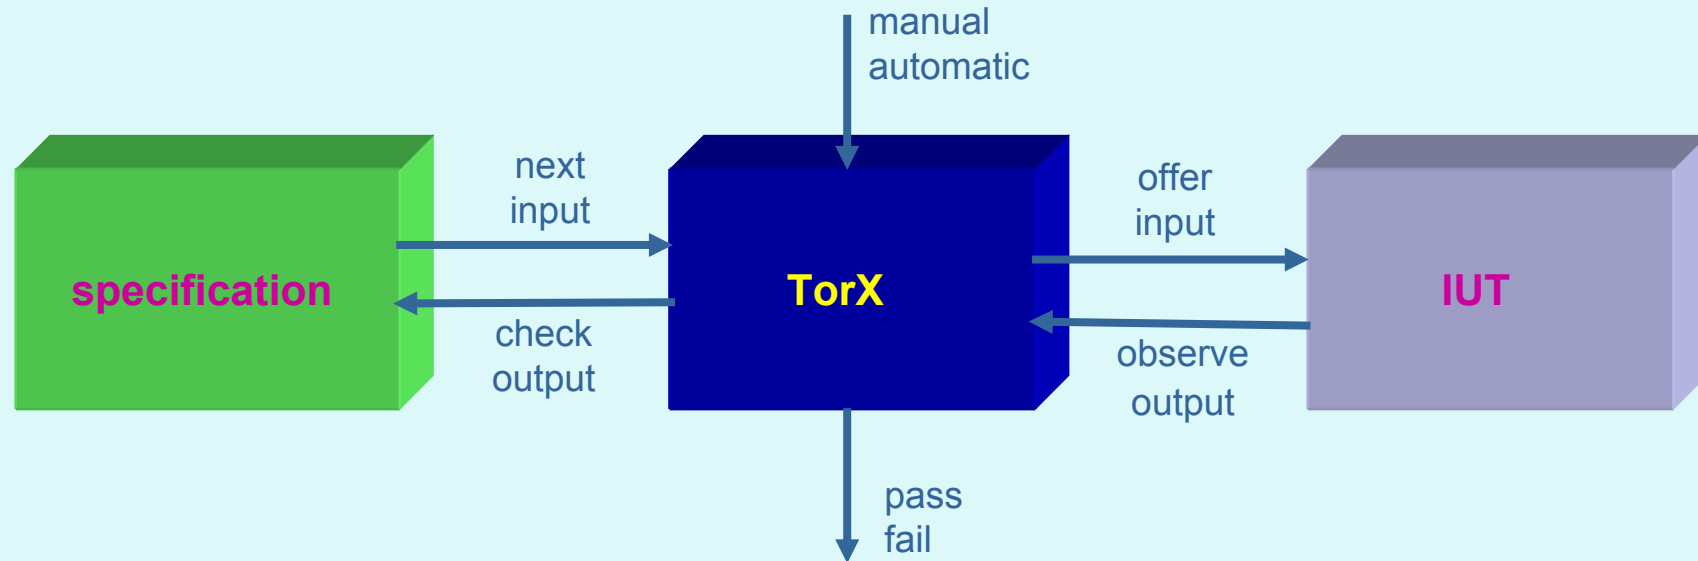 manual
automatic
next
input
offer
input
specification
TorX
IUT
check
output
observe
output
pass
fail